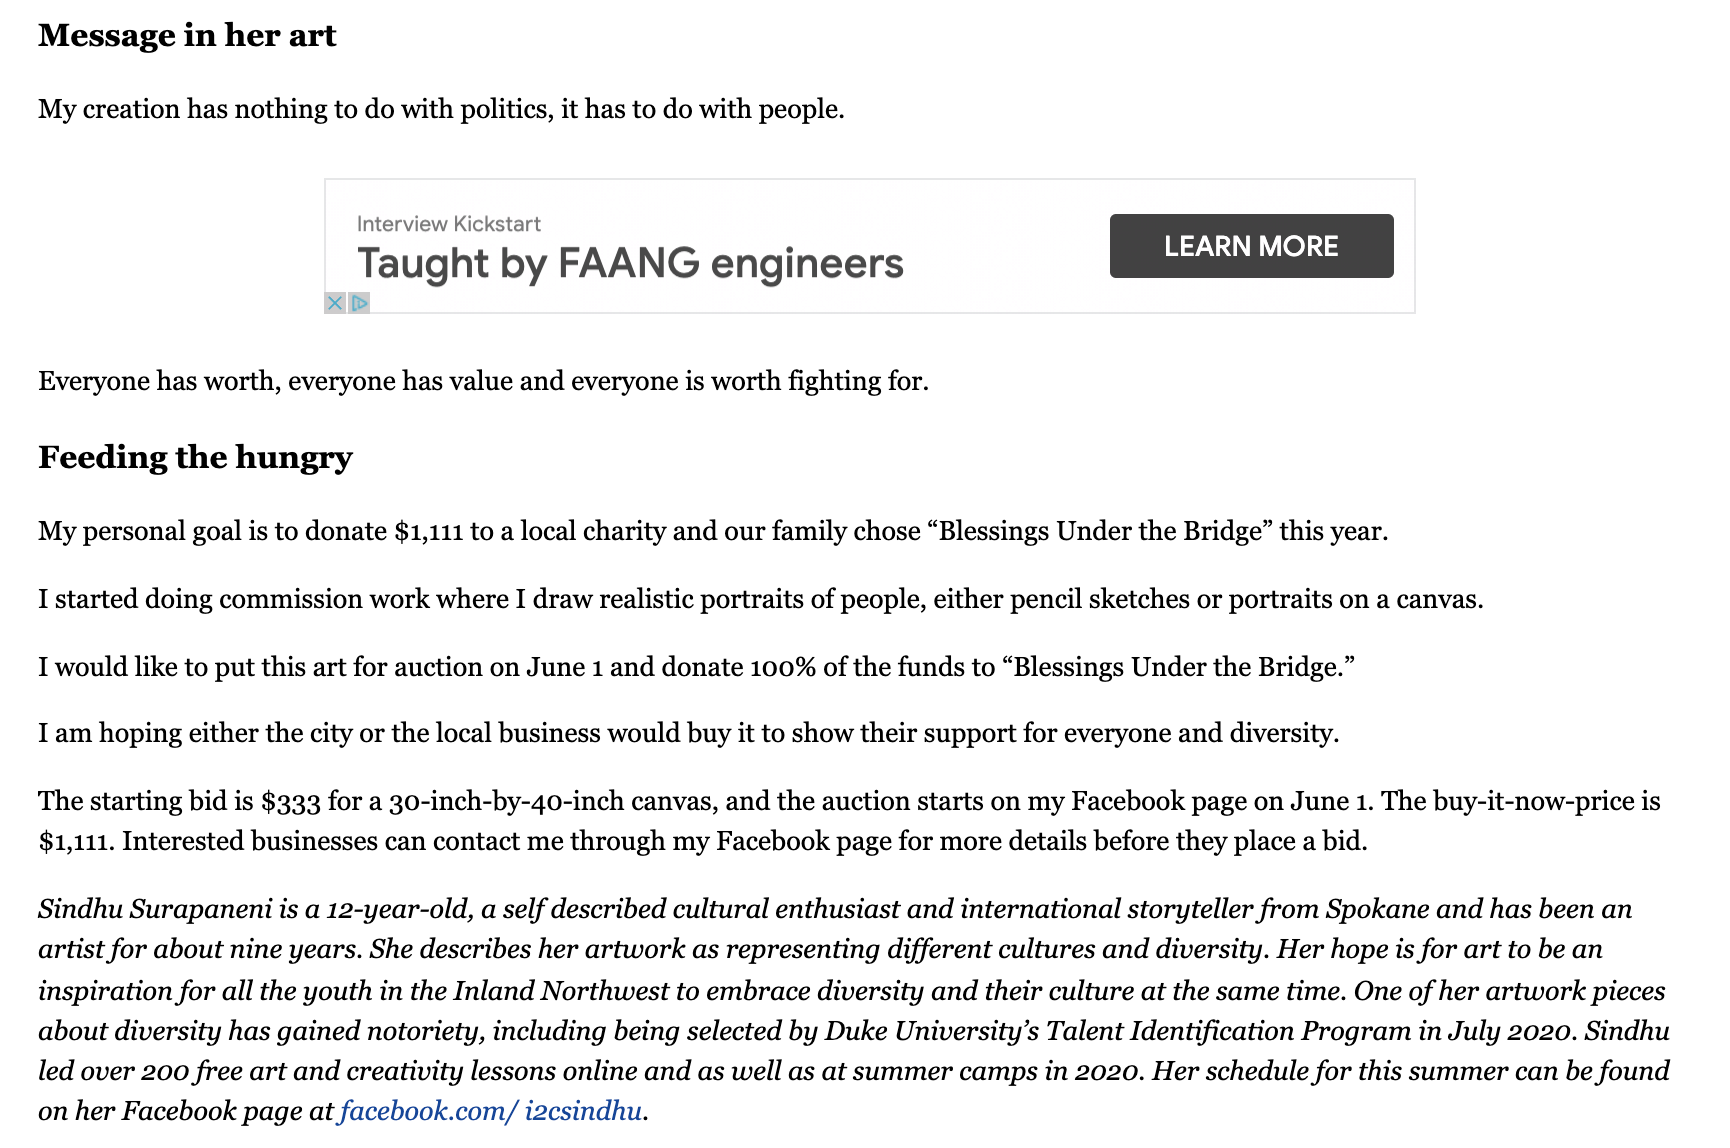 Message in her art
My creation has nothing to do with politics, it has to do with people.
Interview Kickstart
Taught by FAANG engineers
LEARN MORE
Everyone has worth, everyone has value and everyone is worth fighting for.
Feeding the hungry
My personal goal is to donate $1,111 to a local charity and our family chose “Blessings Under the Bridge” this year.
I started doing commission work where I draw realistic portraits of people, either pencil sketches or portraits on a canvas.
I would like to put this art for auction on June 1 and donate 100% of the funds to “Blessings Under the Bridge.”
I am hoping either the city or the local business would buy it to show their support for everyone and diversity.
The starting bid is $333 for a 30-inch-by-40-inch canvas, and the auction starts on my Facebook page on June 1. The buy-it-now-price is
$1,111. Interested businesses can contact me through my Facebook page for more details before they place a bid.
Sindhu Surapaneni is a 12-year-old, a self described cultural enthusiast and international storyteller from Spokane and has been an
artist for about nine years. She describes her artwork as representing different cultures and diversity. Her hope is for art to be an
inspiration for all the youth in the Inland Northwest to embrace diversity and their culture at the same time. One of her artwork pieces
about diversity has gained notoriety, including being selected by Duke University’s Talent Identification Program in July 2020. Sindhu
led over 200 free art and creativity lessons online and as well as at summer camps in 2020. Her schedule for this summer can be found
on her Facebook page at facebook.com/ i2csindhu.